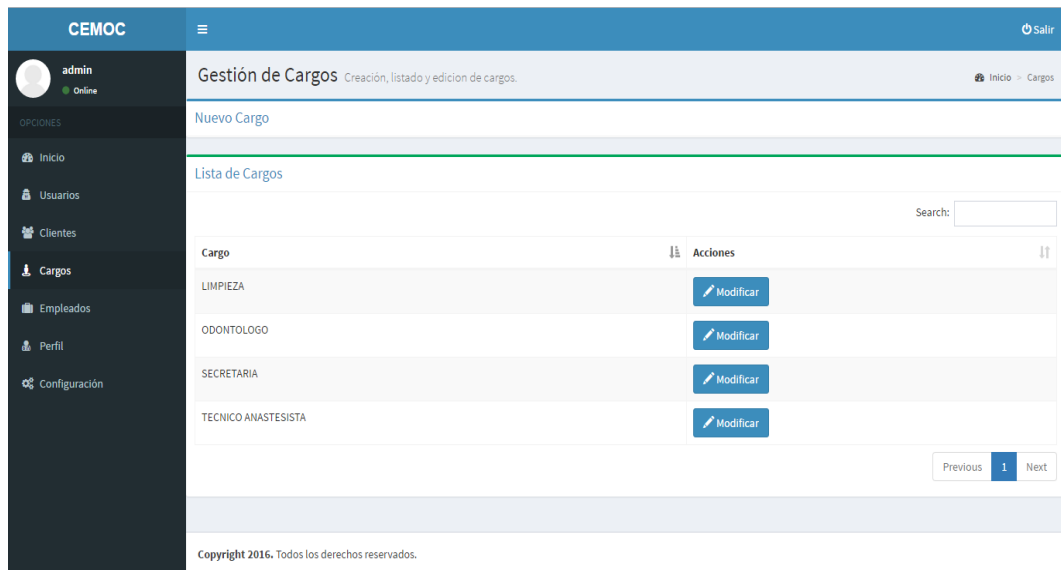 CEMOC
Salir
admin
Online
OPCIONES
Inicio
Usuarios
Clientes
Cargos
Empleados
Perfil
Configuración
Gestión de Cargos Creación, listado y edicion de cargos.
Inicio > Cargos
Nuevo Cargo
Lista de Cargos
Search:
Cargo Acciones
LIMPIEZA Modificar
ODONTOLOGO Modificar
SECRETARIA Modificar
TECNICO ANASTESISTA Modificar
Previous 1 Next
Copyright 2016. Todos los derechos reservados.